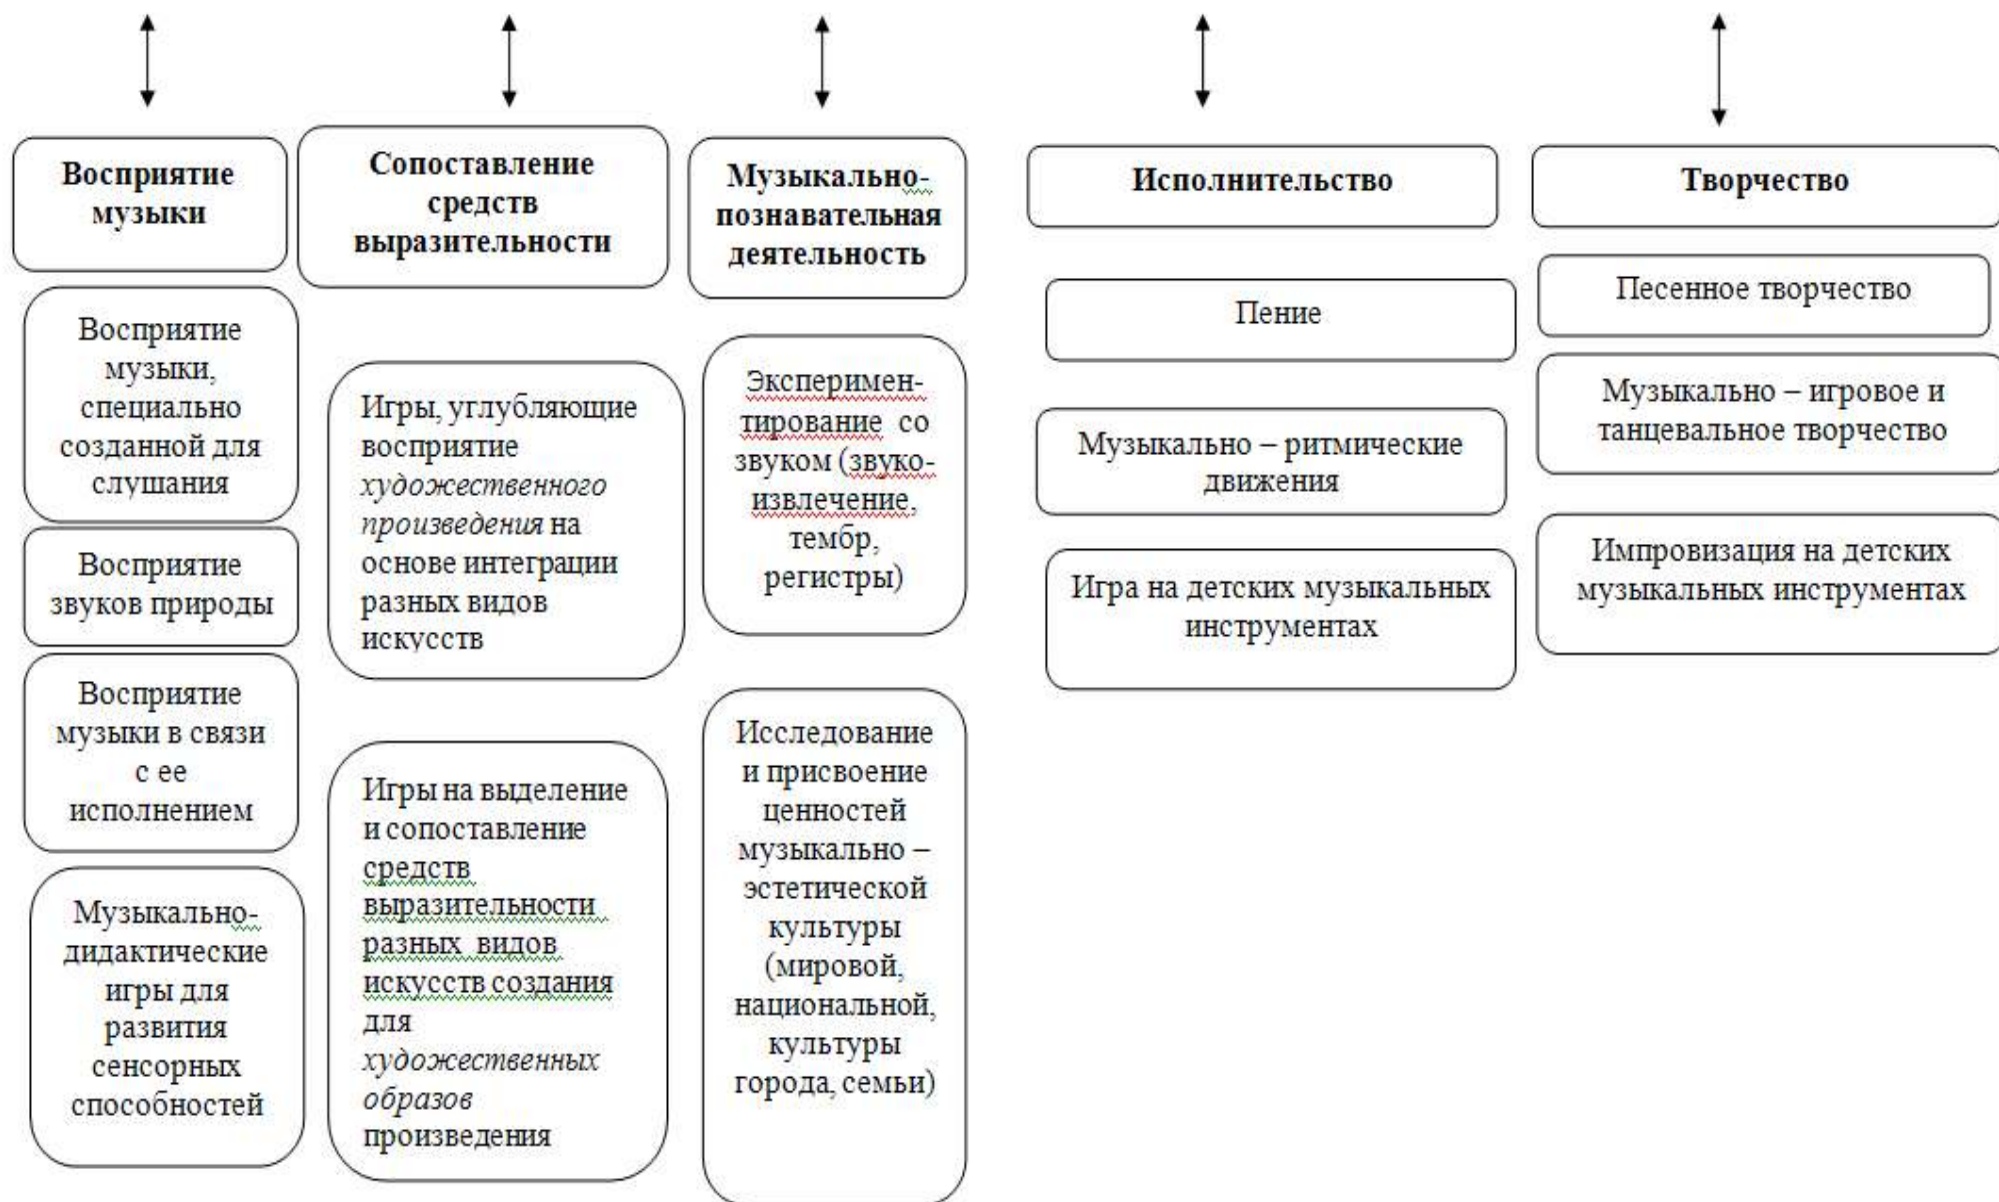 Восприятие
музыки
Восприятие
музыки,
специально
созданной для
слушания
Восприятие
звуков природы
Восприятие
музыки в связи
с ее
исполнением
Музыкально-
дидактические
игры для
развития
сенсорных
способностей
Сопоставление
средств
выразительности
Игры, углубляющие
восприятие
художественного
произведения на
основе интеграции
разных видов
искусств
Игры на выделение
и сопоставление
средств
выразительности
разных видов
искусств создания
для
художественных
образов
произведения
Музыкально-
познавательная
деятельность
Эксперимен-
тирование со
звуком (звуко-
извлечение,
тембр,
регистры)
Исследование
и присвоение
ценностей
музыкально –
эстетической
культуры
(мировой,
национальной,
культуры
города, семьи)
Исполнительство
Пение
Музыкально – ритмические
движения
Игра на детских музыкальных
инструментах
Творчество
Песенное творчество
Музыкально – игровое и
танцевальное творчество
Импровизация на детских
музыкальных инструментах